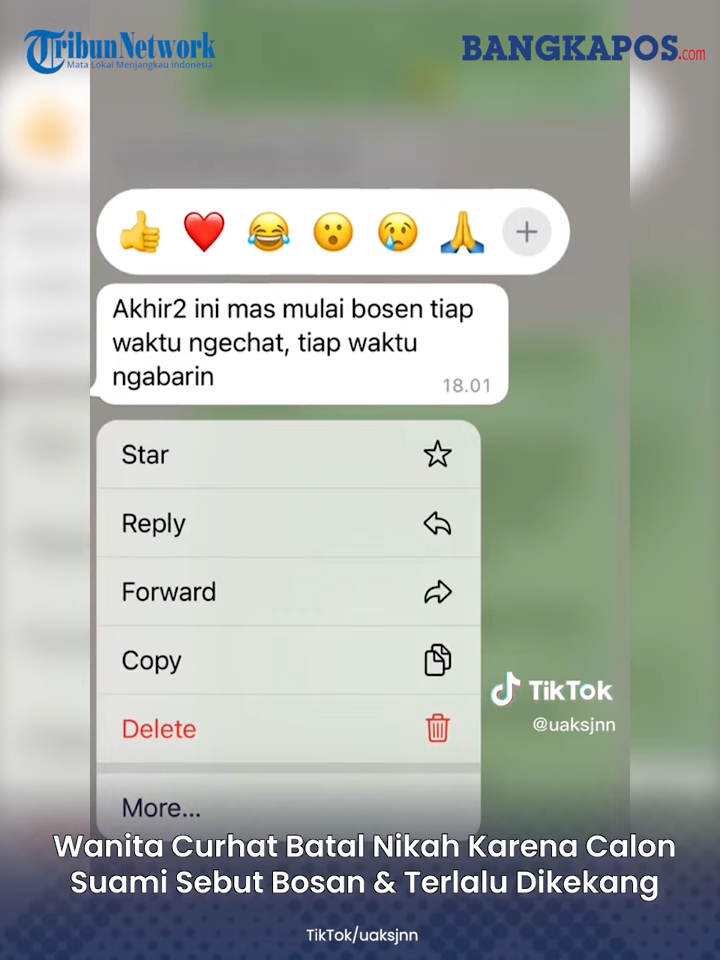 TribunNetwork
Mata Lokal Menjangkau Indonesia
BANGKAPOS.com
Akhir2 ini mas mulai bosen tiap
waktu ngechat, tiap waktu
ngabarin
18.01
Star
Reply
Forward
Copy
Delete
More...
TikTok
@uaksjnn
Wanita Curhat Batal Nikah Karena Calon
Suami Sebut Bosan & Terlalu Dikekang
TikTok/uaksjnn